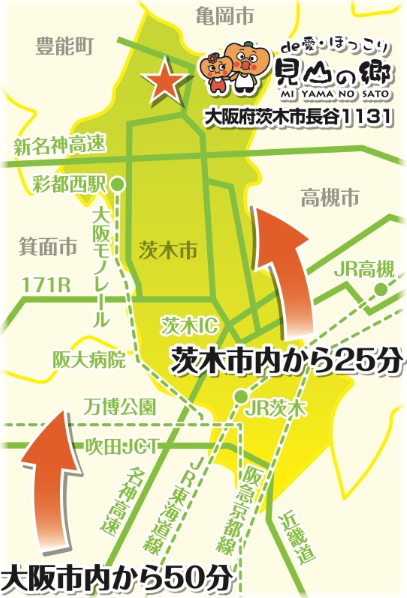 亀岡市
豊能町
de愛・ほっこり
見山の郷
MIYAMA NO SATO
大阪府茨木市長谷1131
新名神高速
彩都西駅
高槻市
大阪モノレール
箕面市
茨木市
JR高槻
171R
茨木IC
阪大病院
茨木市内から25分
万博公園
JR茨木
吹田JCT
名神高速
JR東海道線
阪急京都線
近畿道
大阪市内から50分